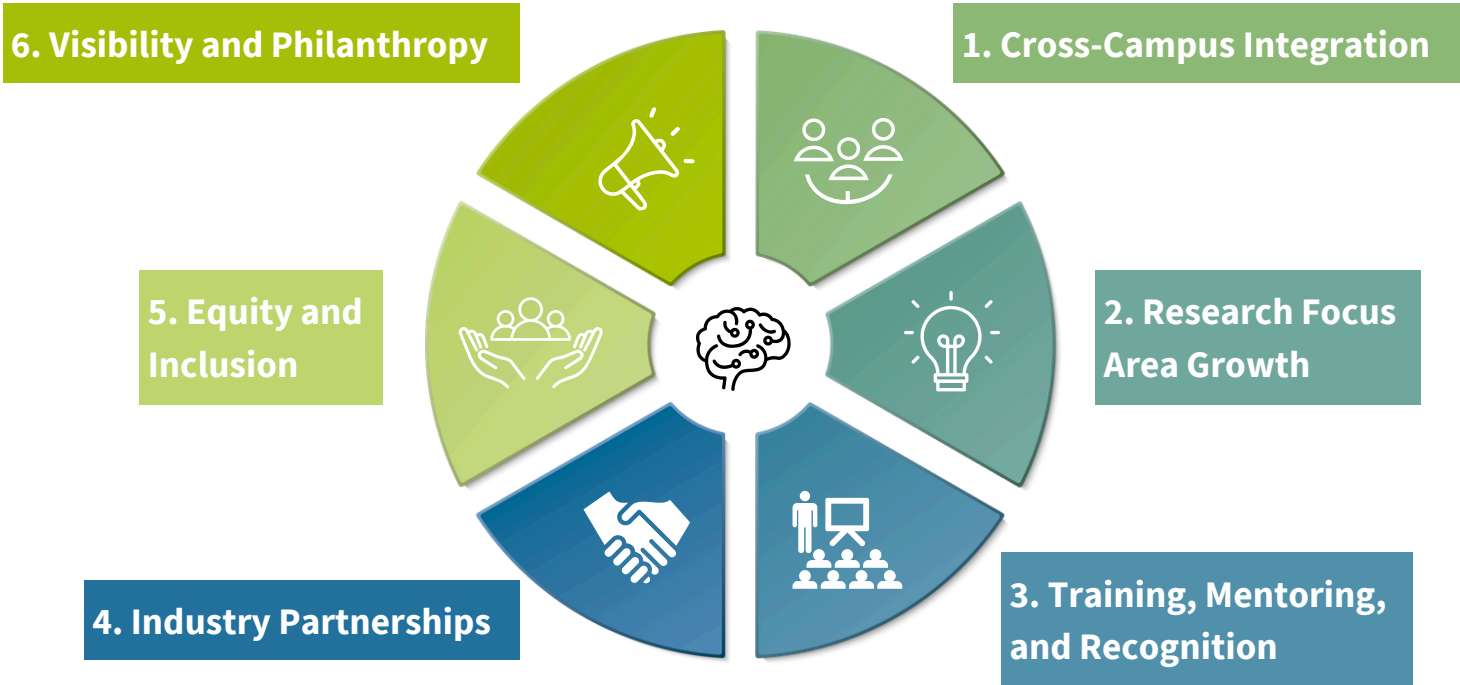 1. Cross-Campus Integration
2. Research Focus
Area Growth
3. Training, Mentoring,
and Recognition
4. Industry Partnerships
5. Equity and
Inclusion
6. Visibility and Philanthropy